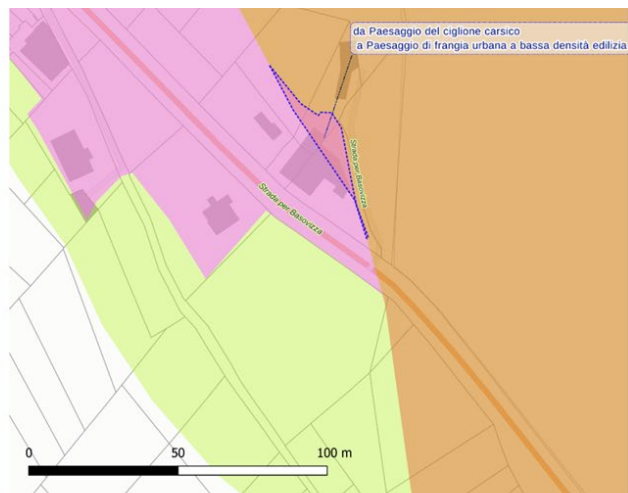 da Paesaggio del ciglione carsico
a Paesaggio di frangia urbana a bassa densità edilizia
Strada per Basovizza
Strada per Basovizza
0 50 100 m